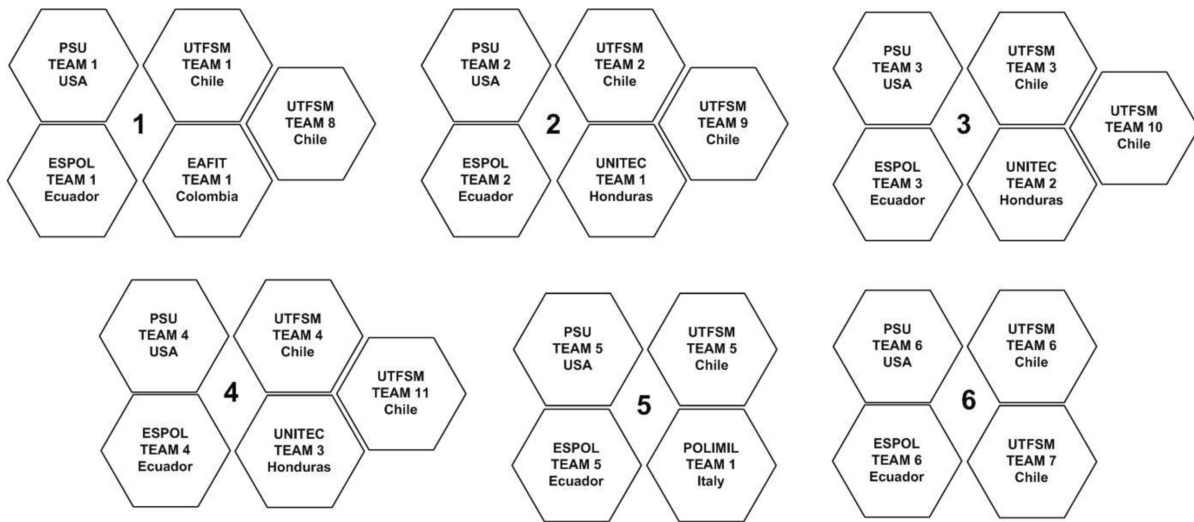 PSU
TEAM 1
USA
UTFSM
TEAM 1
Chile
UTFSM
TEAM 8
Chile
1
ESPOL
TEAM 1
Ecuador
EAFIT
TEAM 1
Colombia
PSU
TEAM 2
USA
UTFSM
TEAM 2
Chile
UTFSM
TEAM 9
Chile
2
ESPOL
TEAM 2
Ecuador
UNITEC
TEAM 1
Honduras
PSU
TEAM 3
USA
UTFSM
TEAM 3
Chile
UTFSM
TEAM 10
Chile
3
ESPOL
TEAM 3
Ecuador
UNITEC
TEAM 2
Honduras
PSU
TEAM 4
USA
UTFSM
TEAM 4
Chile
UTFSM
TEAM 11
Chile
4
ESPOL
TEAM 4
Ecuador
UNITEC
TEAM 3
Honduras
PSU
TEAM 5
USA
UTFSM
TEAM 5
Chile
5
ESPOL
TEAM 5
Ecuador
POLIMIL
TEAM 1
Italy
PSU
TEAM 6
USA
UTFSM
TEAM 6
Chile
6
ESPOL
TEAM 6
Ecuador
UTFSM
TEAM 7
Chile